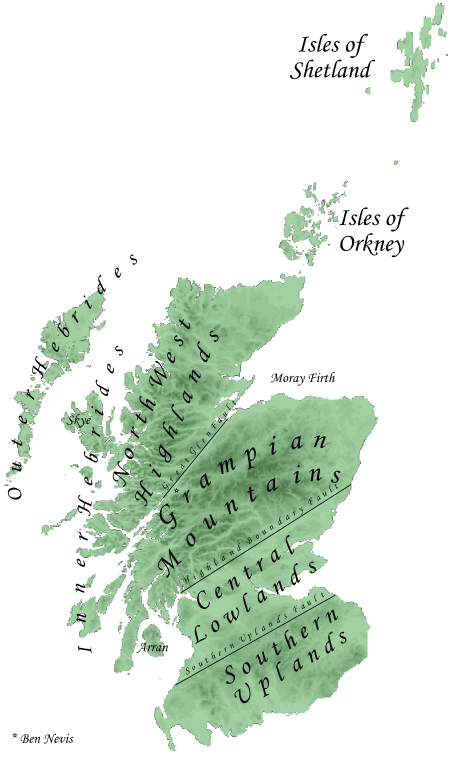 Isles of
Shetland
Isles of
Orkney
Outer Hebrides
Inner Hebrides
Skye
North West
Highlands
Moray Firth
Great Glen Fault
*
Grampian
Mountains
Highland Boundary Fault
Central
Lowlands
Southern Uplands Fault
Southern
Uplands
Arran
* Ben Nevis